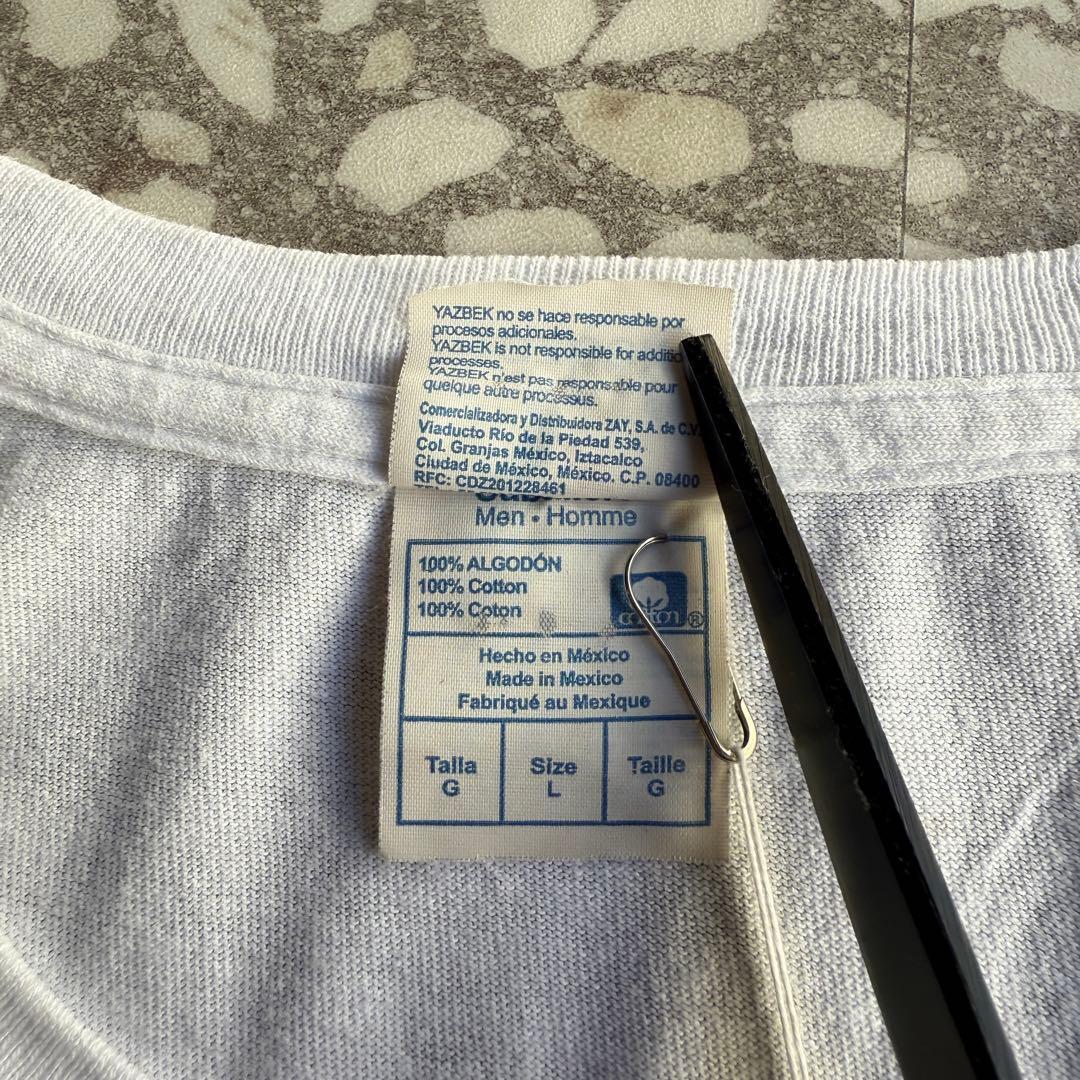 YAZBEK no se hace responsable por
procesos adicionales.
YAZBEK is not responsible for additio
processes.
YAZBEK n'est pas responsable pour
quelque autre processus.
Comercializadora y Distribuidora ZAY, S.A. de C.V.
Viaducto Río de la Piedad 539,
Col. Granjas México, Iztacalco
Ciudad de México, México. C.P. 08400
RFC: CDZ201228461
Men • Homme
100% ALGODÓN
100% Cotton
100% Coton
cotton®
Hecho en México
Made in Mexico
Fabriqué au Mexique
Talla Size Taille
G L G